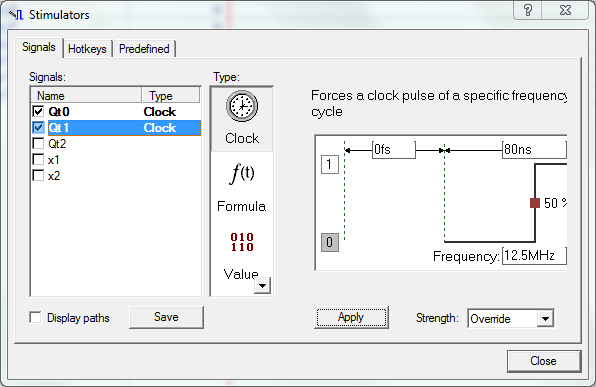 Stimulators
Signals Hotkeys Predefined
Signals:
Name Type
Qt0 Clock
Qt1 Clock
Qt2
x1
x2
Display paths
Save
Type:
Clock
f(t)
Formula
010
110
Value
Forces a clock pulse of a specific frequency
cycle
0fs 80ns
1
50 %
0
Frequency: 12.5MHz
Apply
Strength: Override
Close